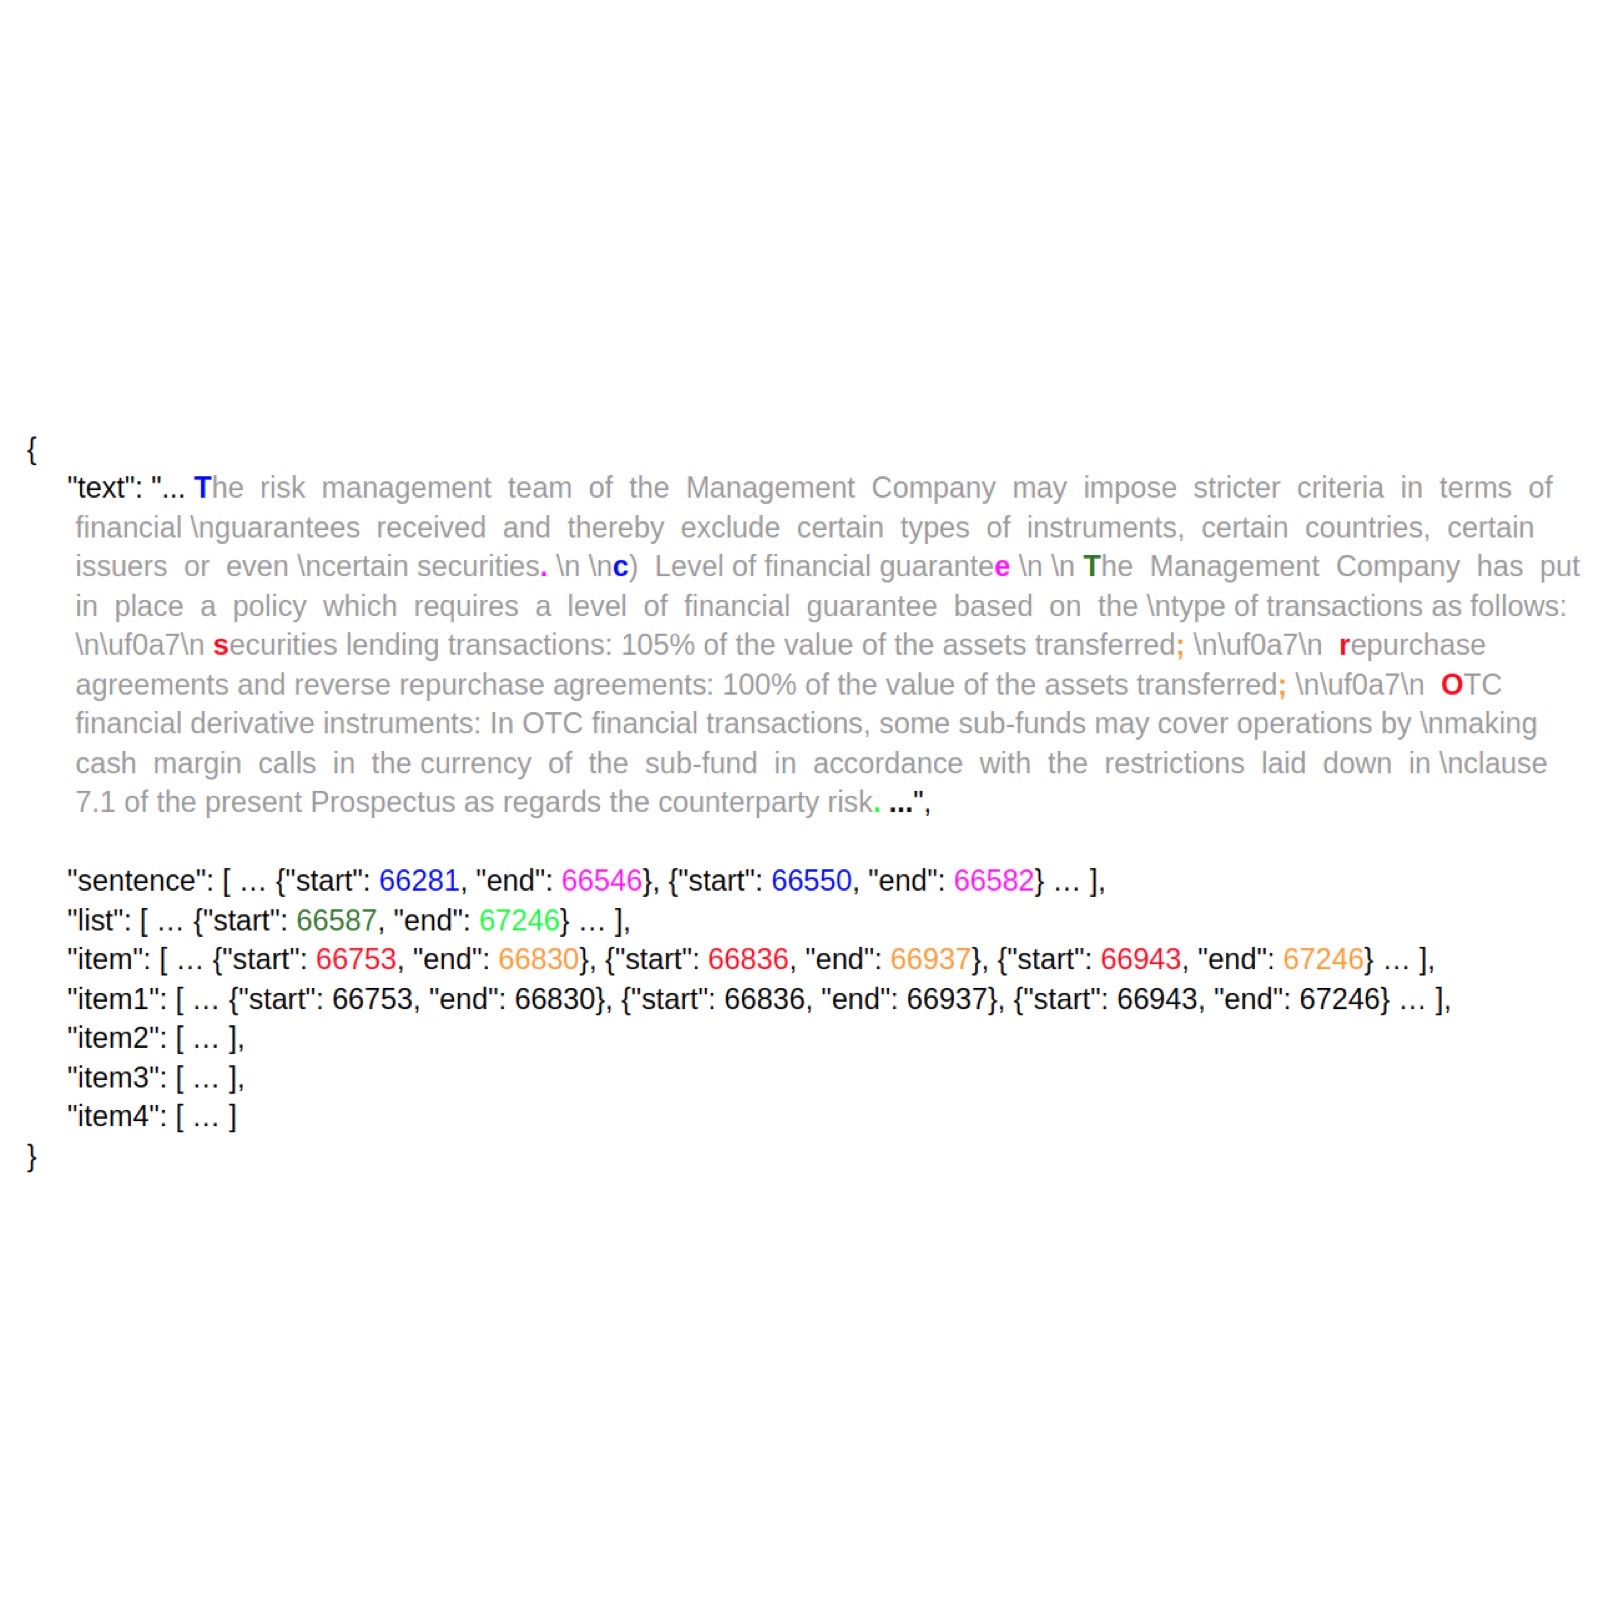 {
"text": "... The risk management team of the Management Company may impose stricter criteria in terms of
financial \nguarantees received and thereby exclude certain types of instruments, certain countries, certain
issuers or even \ncertain securities. \n \nc) Level of financial guarantee \n \n The Management Company has put
in place a policy which requires a level of financial guarantee based on the \ntype of transactions as follows:
\n\uf0a7\n securities lending transactions: 105% of the value of the assets transferred; \n\uf0a7\n repurchase
agreements and reverse repurchase agreements: 100% of the value of the assets transferred; \n\uf0a7\n OTC
financial derivative instruments: In OTC financial transactions, some sub-funds may cover operations by \nmaking
cash margin calls in the currency of the sub-fund in accordance with the restrictions laid down in \nclause
7.1 of the present Prospectus as regards the counterparty risk. ...",
"sentence": [ … {"start": 66281, "end": 66546}, {"start": 66550, "end": 66582} … ],
"list": [ … {"start": 66587, "end": 67246} … ],
"item": [ … {"start": 66753, "end": 66830}, {"start": 66836, "end": 66937}, {"start": 66943, "end": 67246} … ],
"item1": [ … {"start": 66753, "end": 66830}, {"start": 66836, "end": 66937}, {"start": 66943, "end": 67246} … ],
"item2": [ … ],
"item3": [ … ],
"item4": [ … ]
}